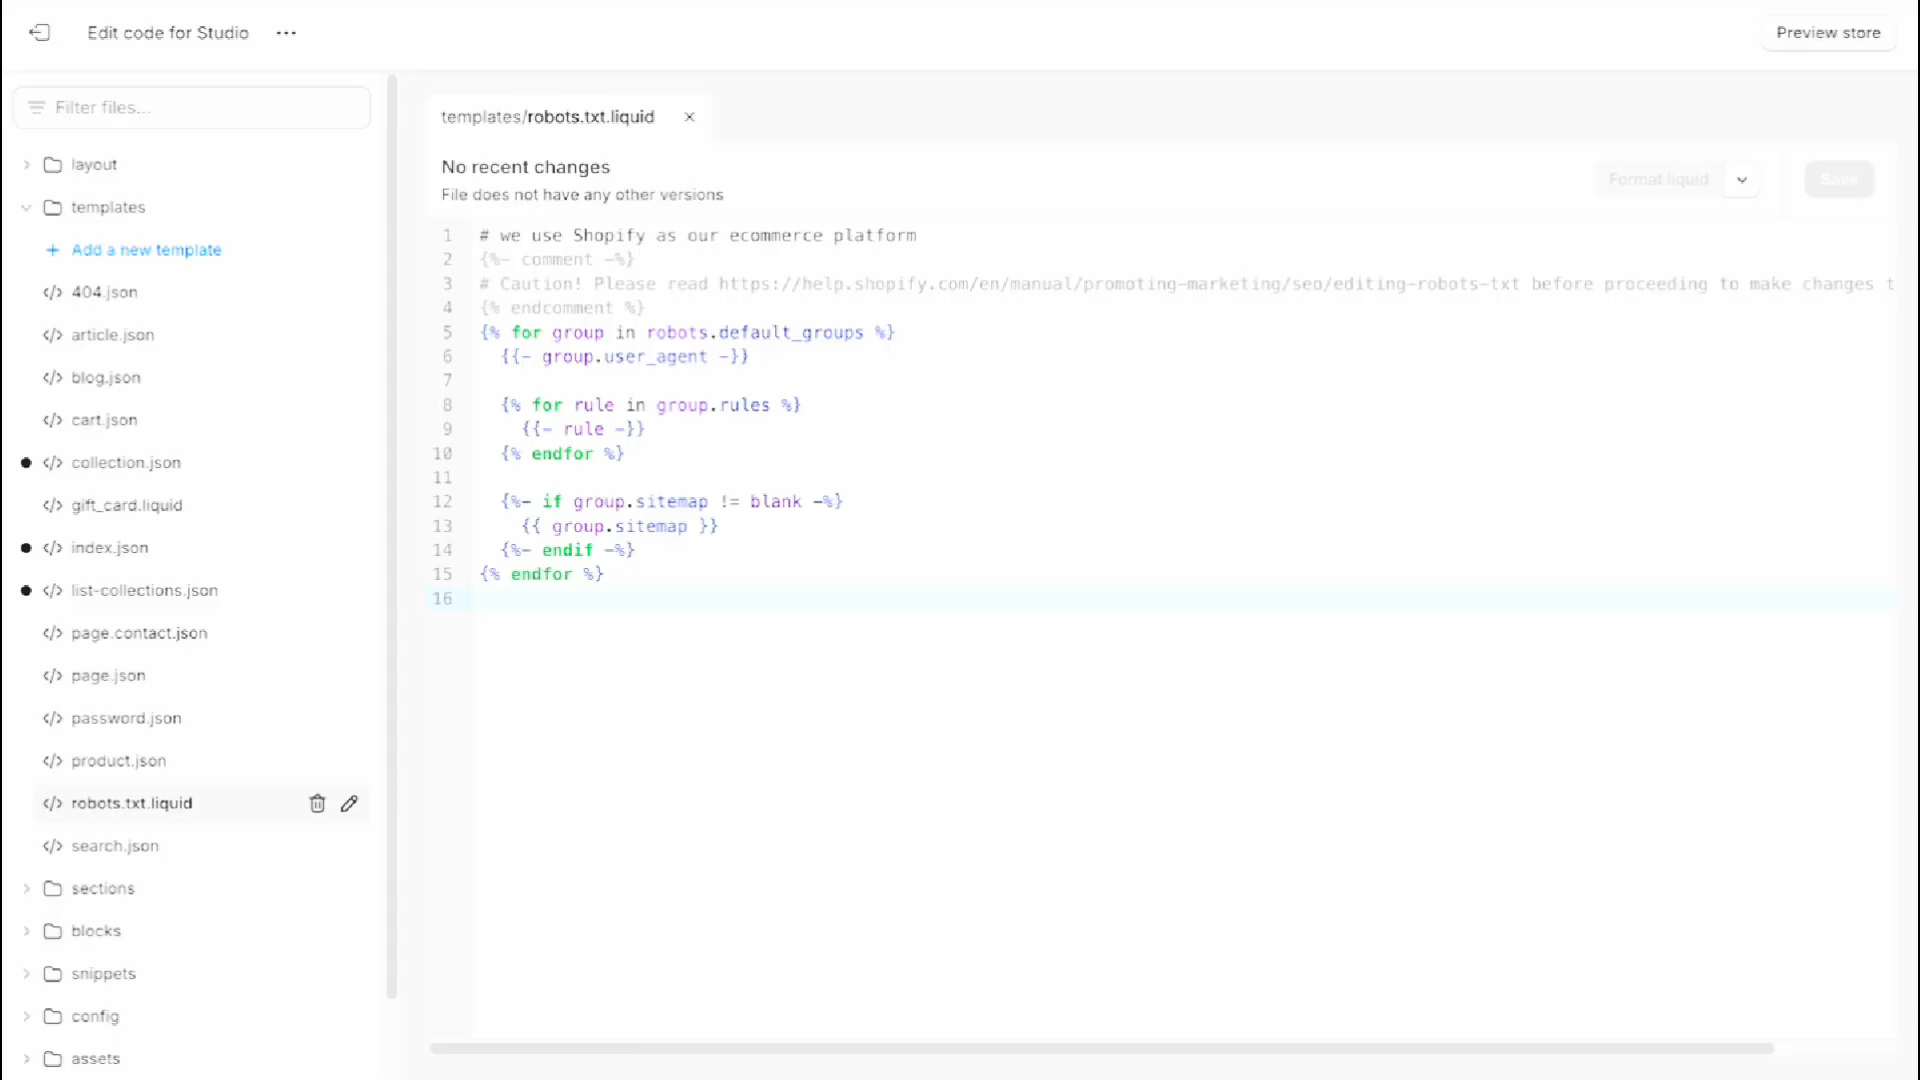 Edit code for Studio
Preview store
Filter files...
layout
templates
Add a new template
404.json
article.json
blog.json
cart.json
collection.json
gift_card.liquid
index.json
list-collections.json
page.contact.json
page.json
password.json
product.json
robots.txt.liquid
search.json
sections
blocks
snippets
config
assets
templates/robots.txt.liquid
No recent changes
File does not have any other versions
Format liquid
Save
1 # we use Shopify as our ecommerce platform
2 {%- comment -%}
3 # Caution! Please read https://help.shopify.com/en/manual/promoting-marketing/seo/editing-robots-txt before proceeding to make changes t
4 {% endcomment %}
5 {% for group in robots.default_groups %}
6 {{- group.user_agent -}}
7
8 {% for rule in group.rules %}
9 {{- rule -}}
10 {% endfor %}
11
12 {%- if group.sitemap != blank -%}
13 {{ group.sitemap }}
14 {%- endif -%}
15 {% endfor %}
16